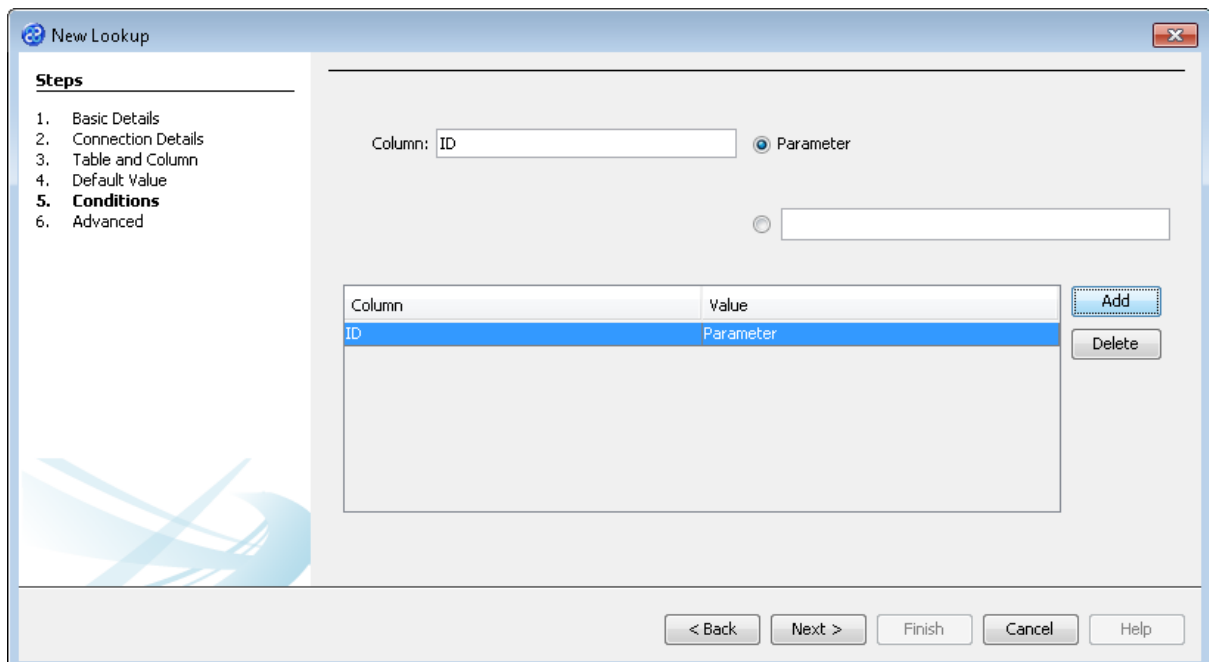 New Lookup
Steps
1. Basic Details
2. Connection Details
3. Table and Column
4. Default Value
5. Conditions
6. Advanced
Column: ID Parameter
Column Value Add
ID Parameter
Delete
< Back Next > Finish Cancel Help